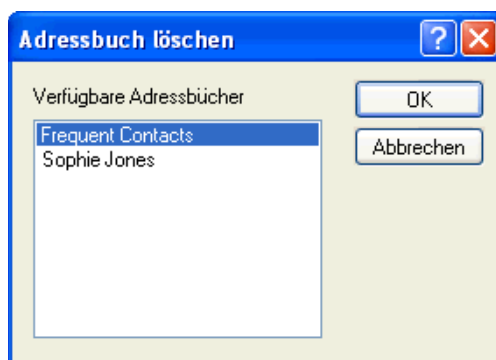 Adressbuch löschen
Verfügbare Adressbücher
Frequent Contacts
Sophie Jones
OK
Abbrechen